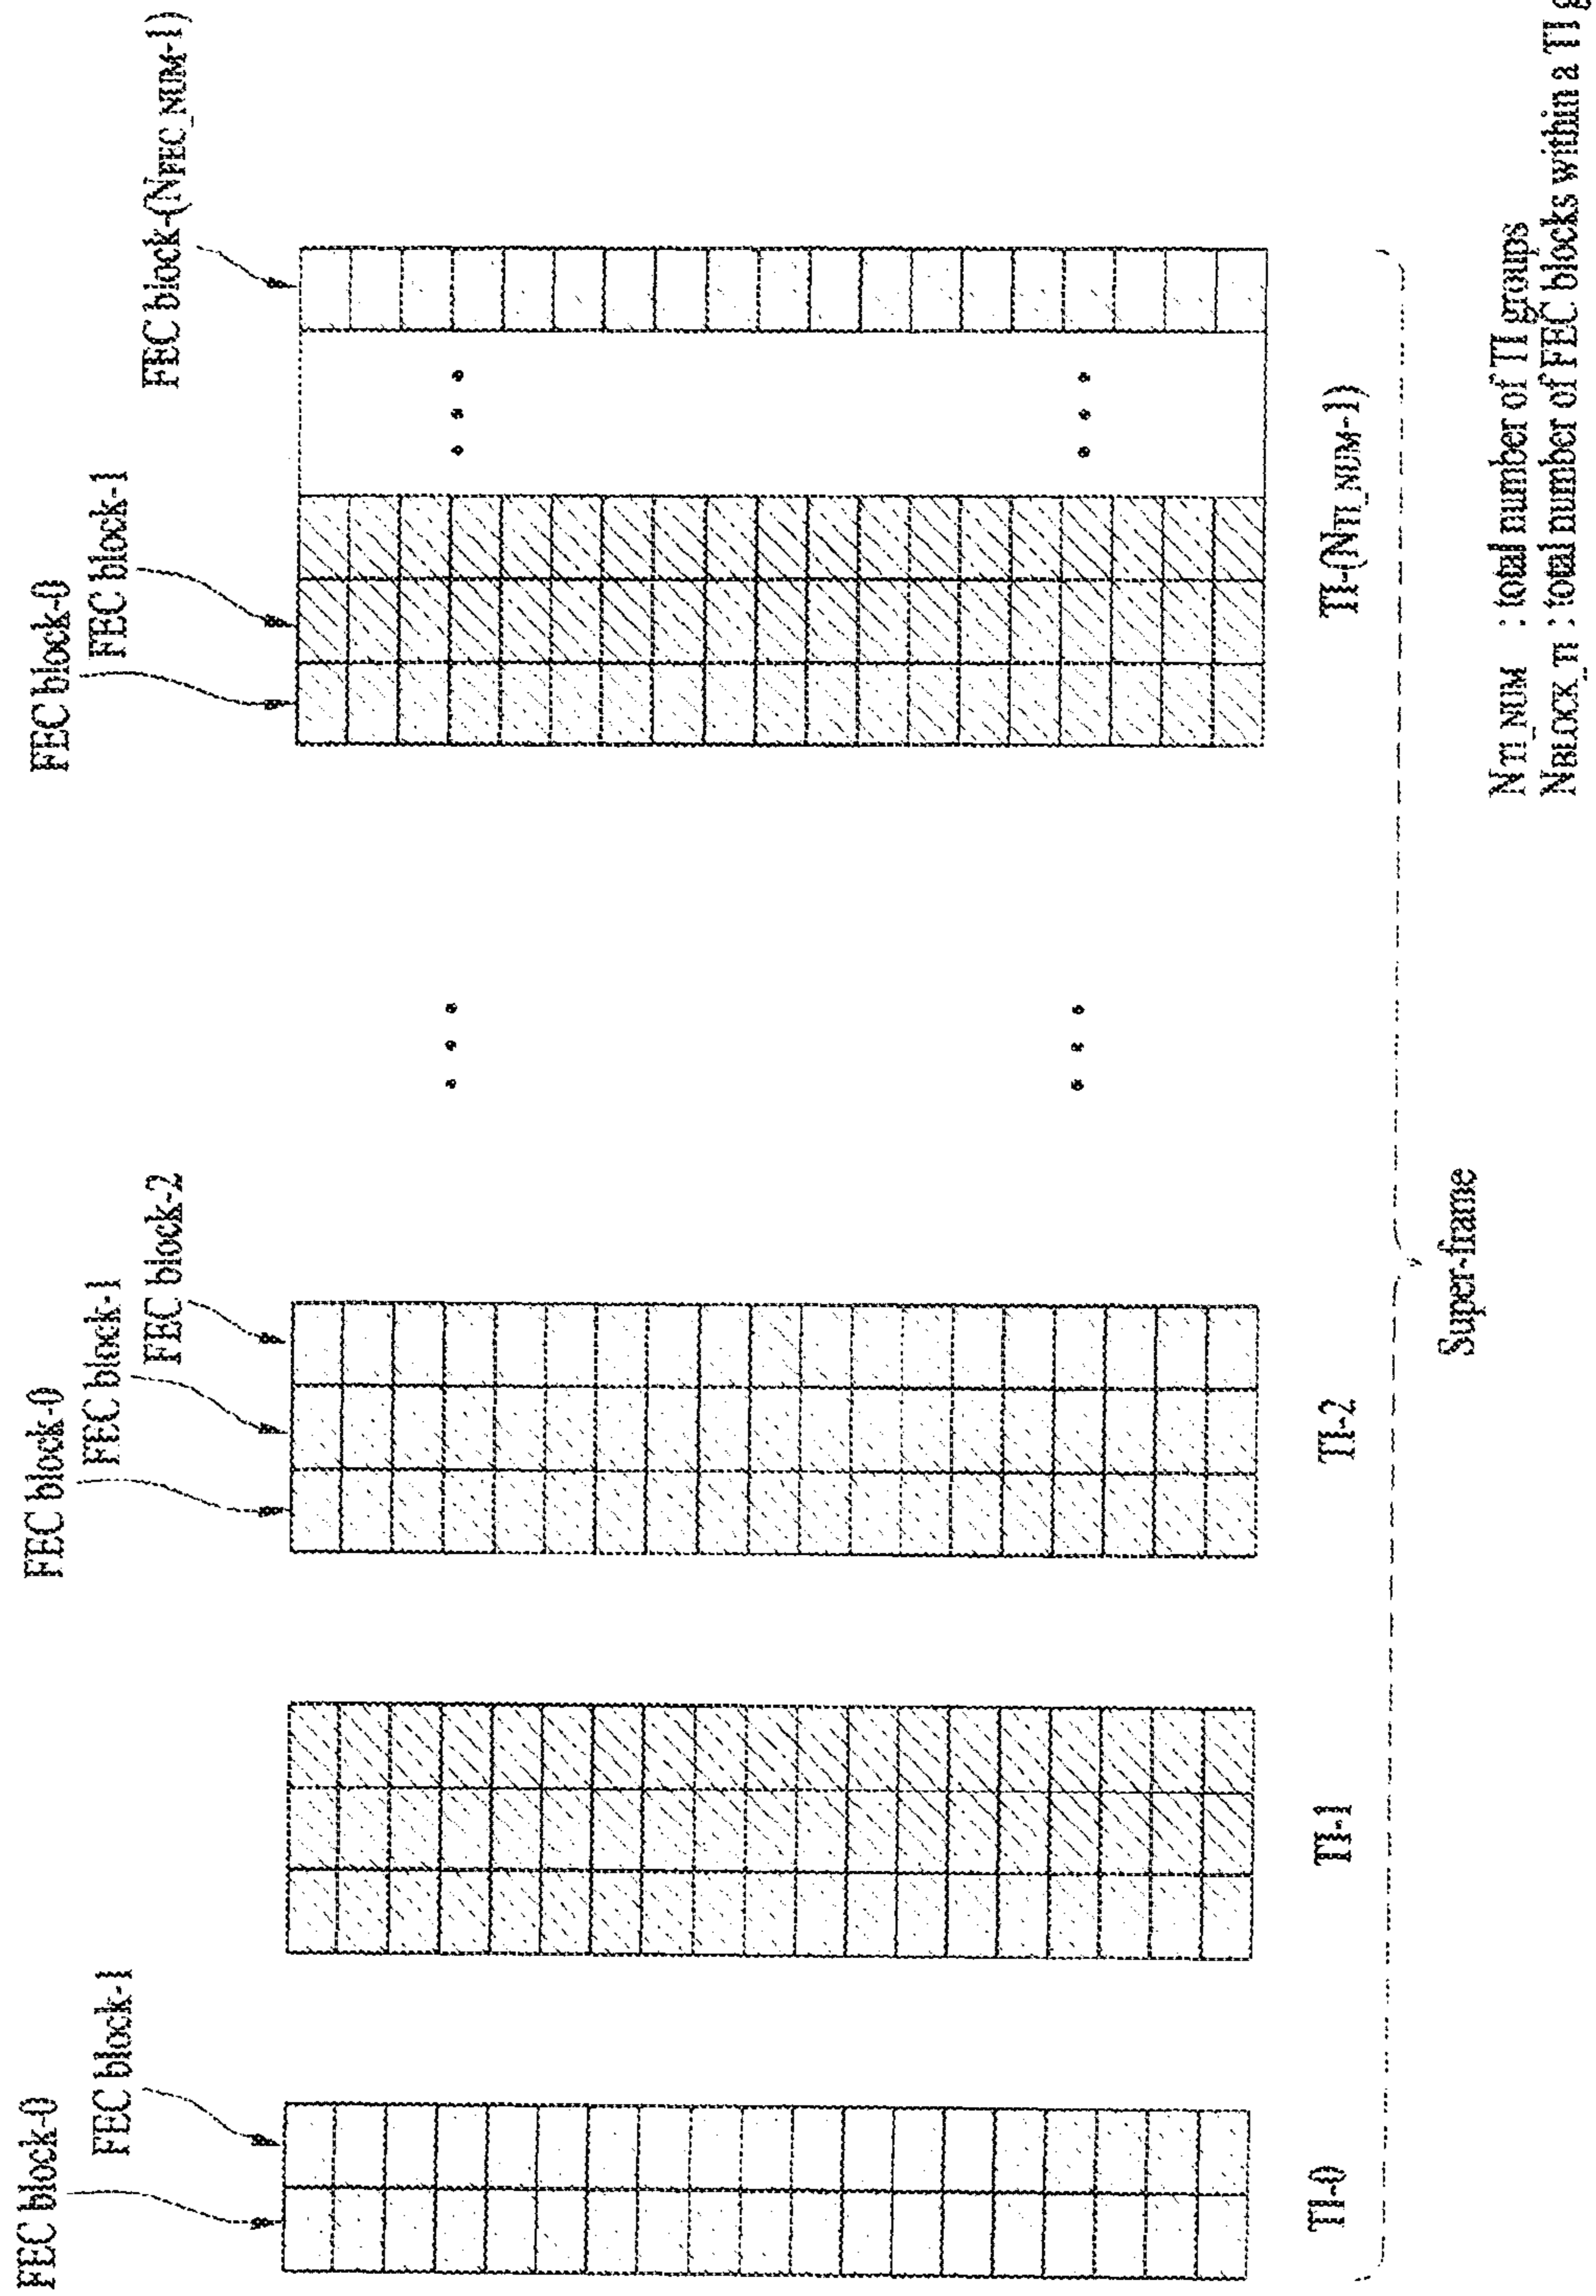 FEC block-0
FEC block-1
FEC block-0
FEC block-1
FEC block-2
FEC block-0
FEC block-1
FEC block-(NFEC_NUM-1)
TI-0
TI-1
TI-2
TI-(NTI_NUM-1)
Super-frame
NTI_NUM : total number of TI groups
NBLOCK_TI : total number of FEC blocks within a TI